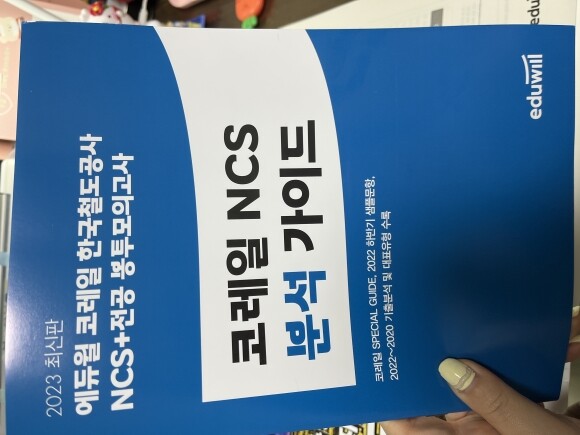 2023 최신판
에듀윌 코레일 한국철도공사
NCS+전공 봉투모의고사
코레일 NCS
분석 가이드
코레일 SPECIAL GUIDE, 2022 하반기 샘플문항,
2022~2020 기출분석 및 대표유형 수록
eduwill
eduwill